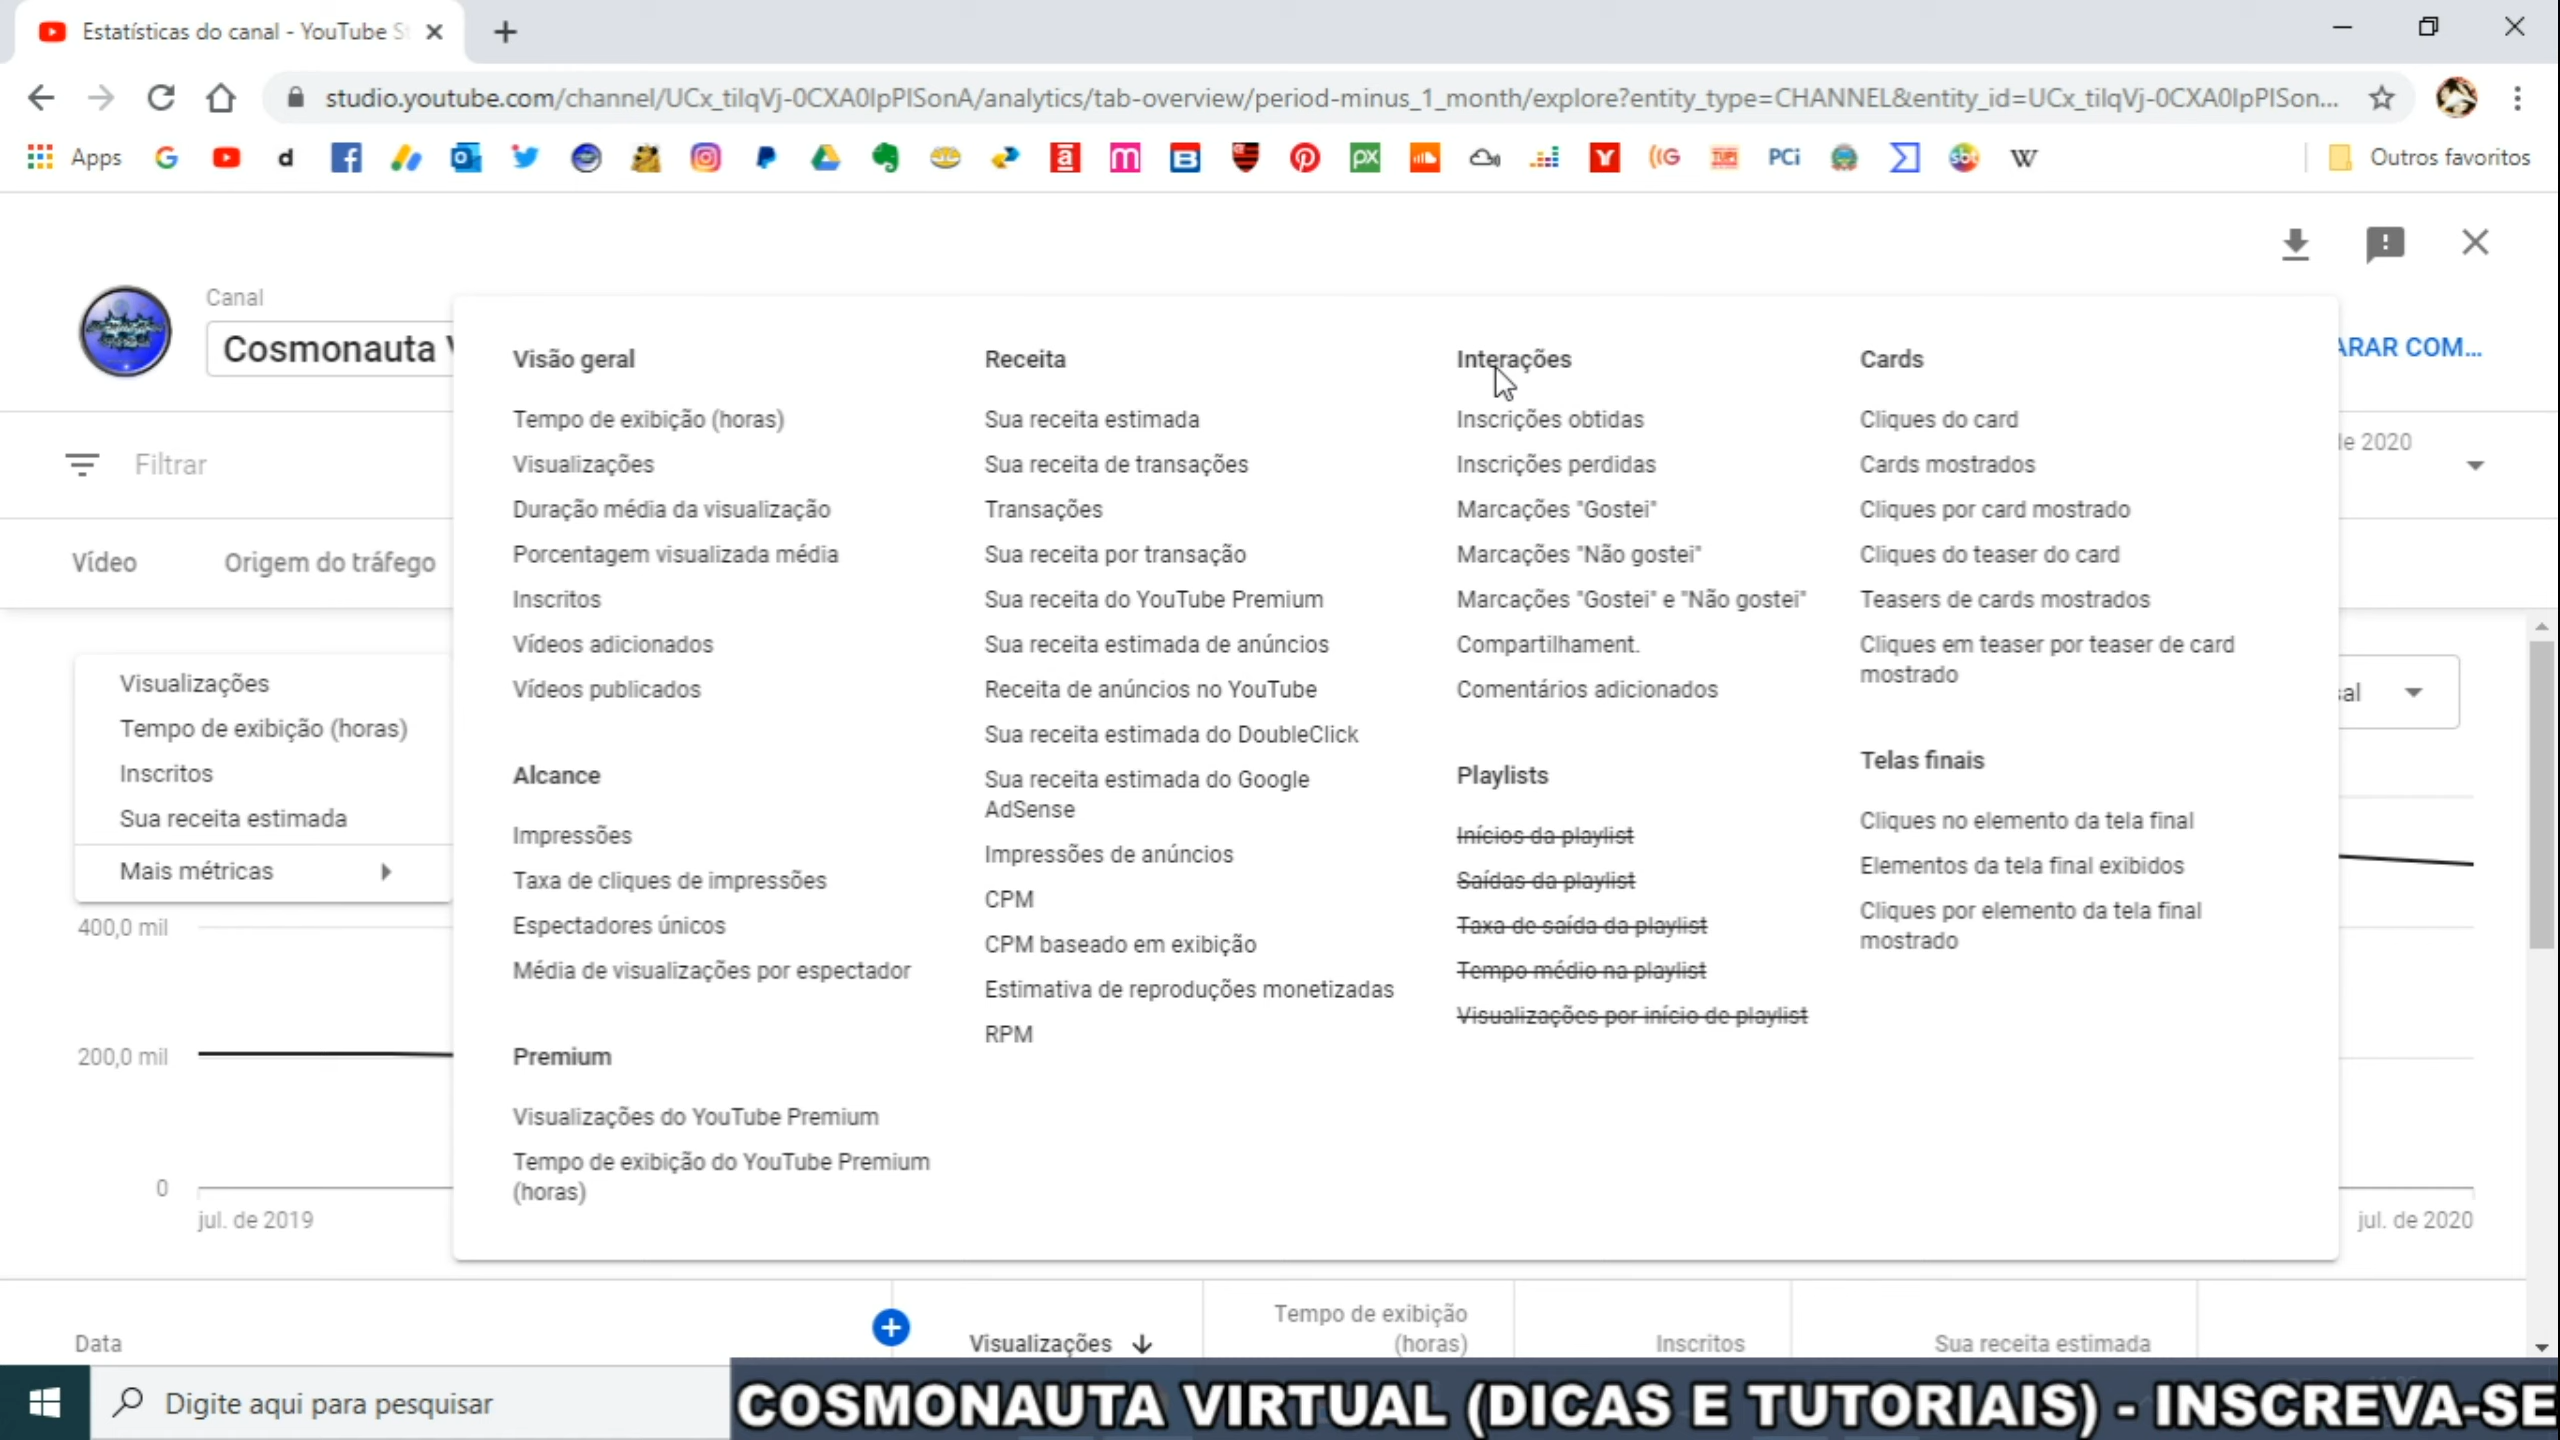 Estatísticas do canal - YouTube St
studio.youtube.com/channel/UCx_tilqVj-0CXA0lpPISonA/analytics/tab-overview/period-minus_1_month/explore?entity_type=CHANNEL&entity_id=UCx_tilqVj-0CXA0lpPISon...
Apps
Outros favoritos
Canal
Cosmonauta V
ARAR COM...
Filtrar
de 2020
Vídeo
Origem do tráfego
Visualizações
Tempo de exibição (horas)
Inscritos
Sua receita estimada
Mais métricas
Visão geral
Tempo de exibição (horas)
Visualizações
Duração média da visualização
Porcentagem visualizada média
Inscritos
Vídeos adicionados
Vídeos publicados
Alcance
Impressões
Taxa de cliques de impressões
Espectadores únicos
Média de visualizações por espectador
Premium
Visualizações do YouTube Premium
Tempo de exibição do YouTube Premium
(horas)
Receita
Sua receita estimada
Sua receita de transações
Transações
Sua receita por transação
Sua receita do YouTube Premium
Sua receita estimada de anúncios
Receita de anúncios no YouTube
Sua receita estimada do DoubleClick
Sua receita estimada do Google
AdSense
Impressões de anúncios
CPM
CPM baseado em exibição
Estimativa de reproduções monetizadas
RPM
Interações
Inscrições obtidas
Inscrições perdidas
Marcações "Gostei"
Marcações "Não gostei"
Marcações "Gostei" e "Não gostei"
Compartilhament.
Comentários adicionados
Playlists
Inícios da playlist
Saídas da playlist
Taxa de saída da playlist
Tempo médio na playlist
Visualizações por início de playlist
Cards
Cliques do card
Cards mostrados
Cliques por card mostrado
Cliques do teaser do card
Teasers de cards mostrados
Cliques em teaser por teaser de card
mostrado
Telas finais
Cliques no elemento da tela final
Elementos da tela final exibidos
Cliques por elemento da tela final
mostrado
sal
400,0 mil
200,0 mil
0
jul. de 2019
jul. de 2020
Data
Visualizações
Tempo de exibição
(horas)
Inscritos
Sua receita estimada
Digite aqui para pesquisar
COSMONAUTA VIRTUAL (DICAS E TUTORIAIS) - INSCREVA-SE